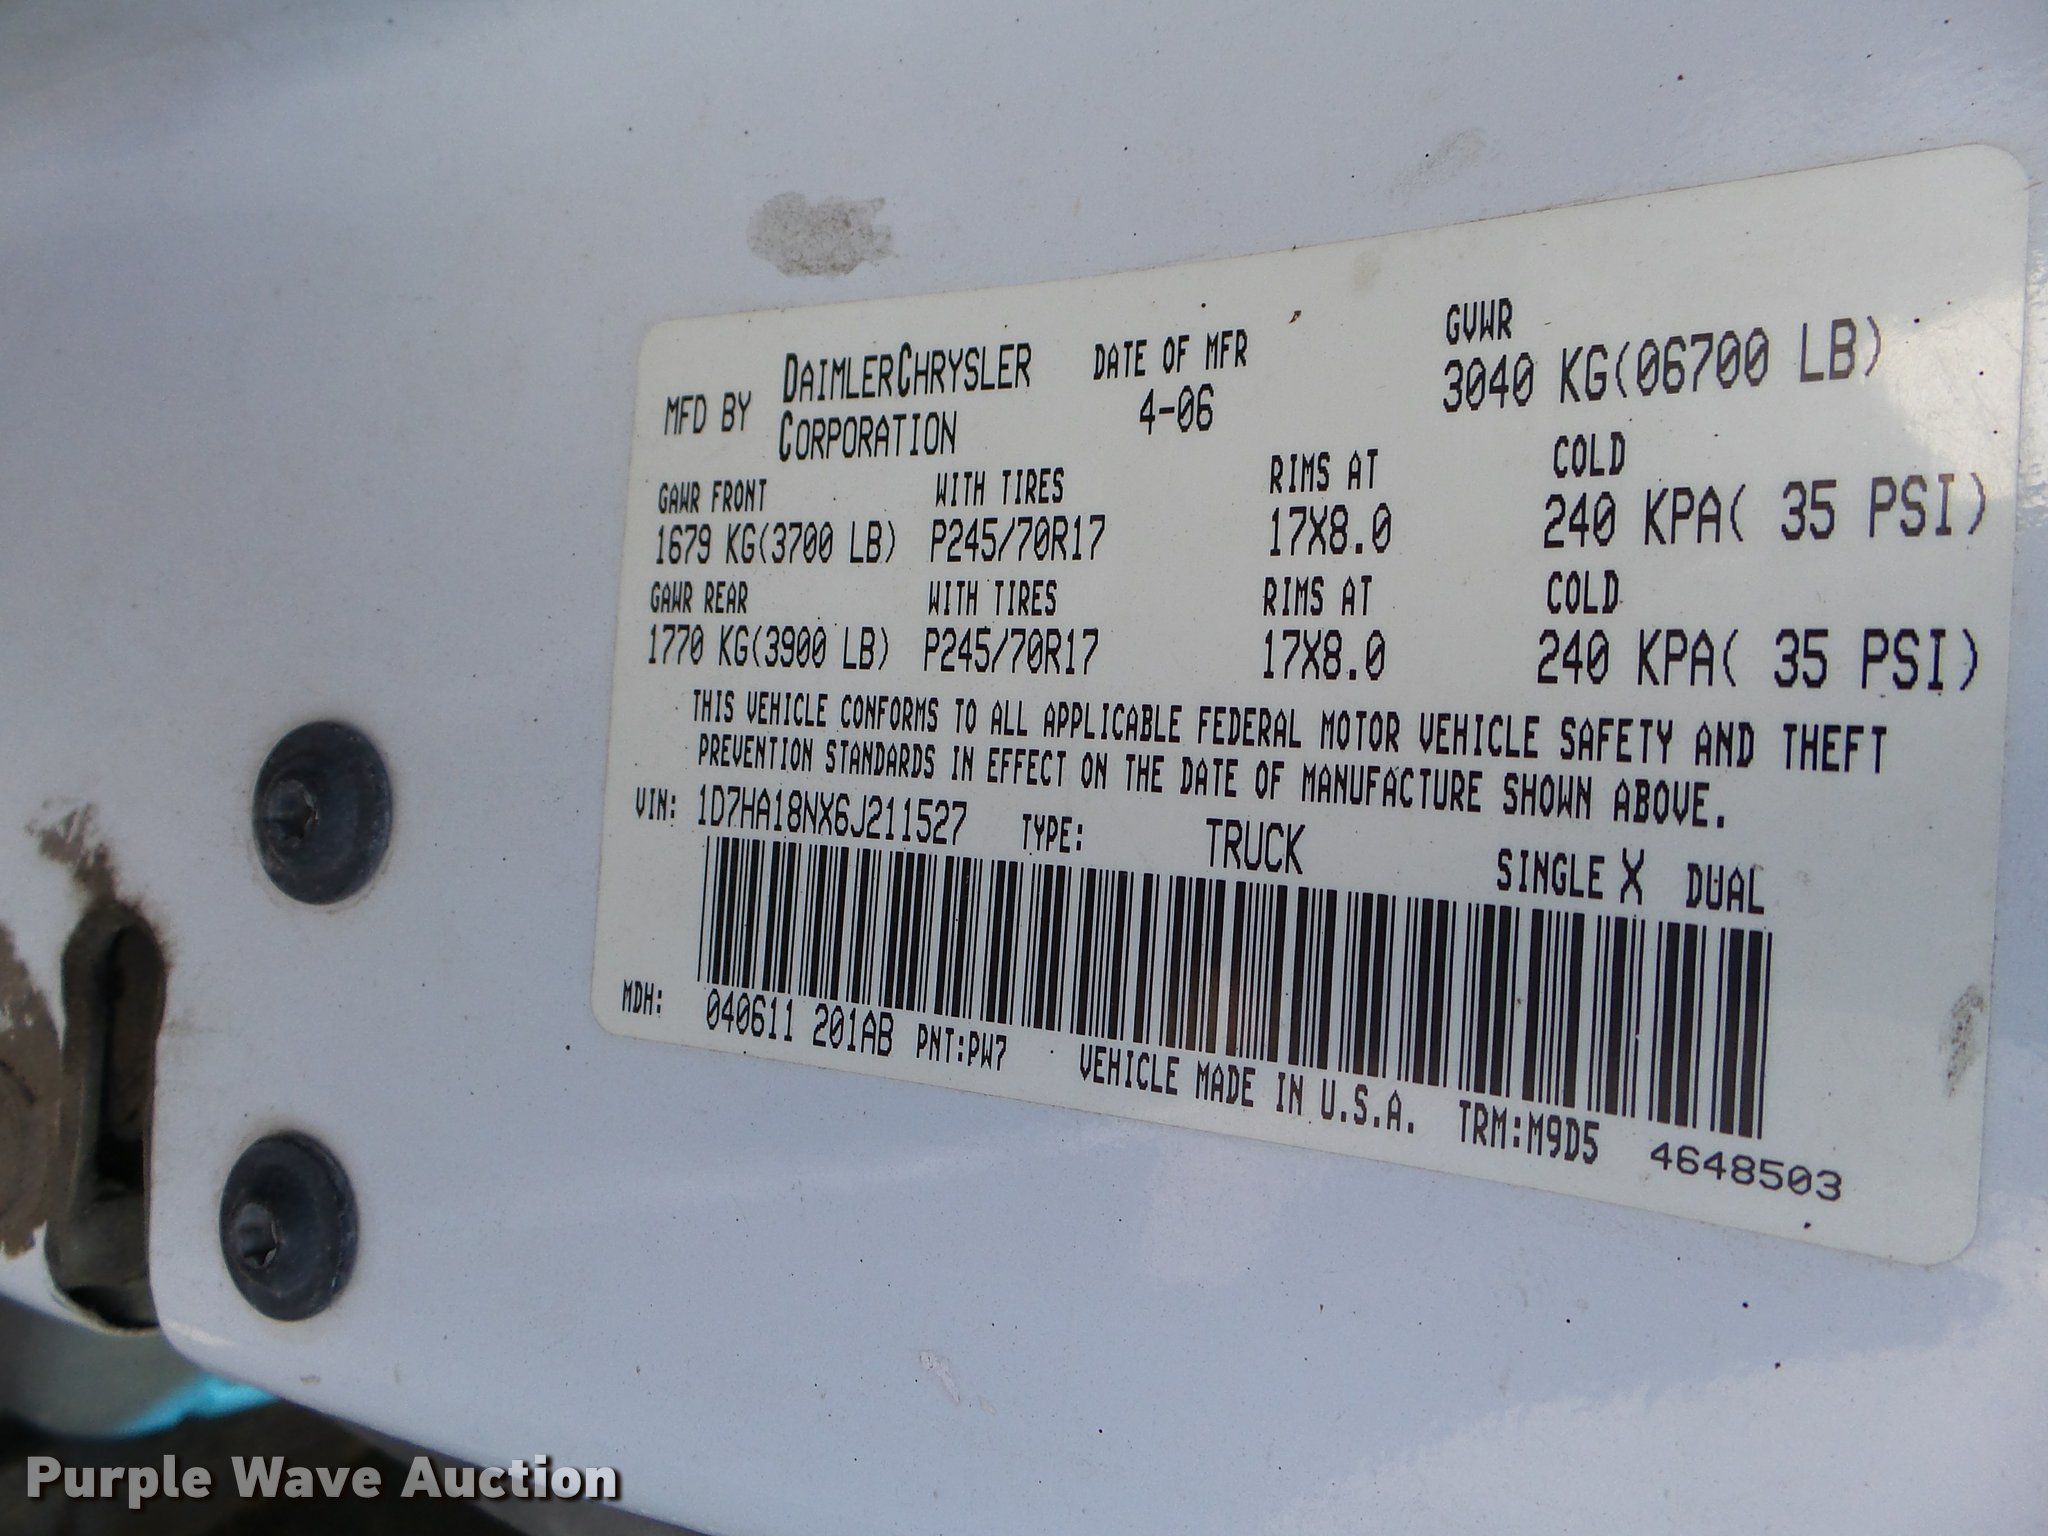 MFD BY DAIMLERCHRYSLER CORPORATION DATE OF MFR 4-06 GVWR 3040 KG(06700 LB)
GAWR FRONT WITH TIRES RIMS AT COLD
1679 KG(3700 LB) P245/70R17 17X8.0 240 KPA( 35 PSI)
GAWR REAR WITH TIRES RIMS AT COLD
1770 KG(3900 LB) P245/70R17 17X8.0 240 KPA( 35 PSI)
THIS VEHICLE CONFORMS TO ALL APPLICABLE FEDERAL MOTOR VEHICLE SAFETY AND THEFT
PREVENTION STANDARDS IN EFFECT ON THE DATE OF MANUFACTURE SHOWN ABOVE.
VIN: 1D7HA18NX6J211527 TYPE: TRUCK SINGLE X DUAL
MDH: 040611 201AB PNT:PW7 VEHICLE MADE IN U.S.A. TRM:M9D5 4648503
Purple Wave Auction